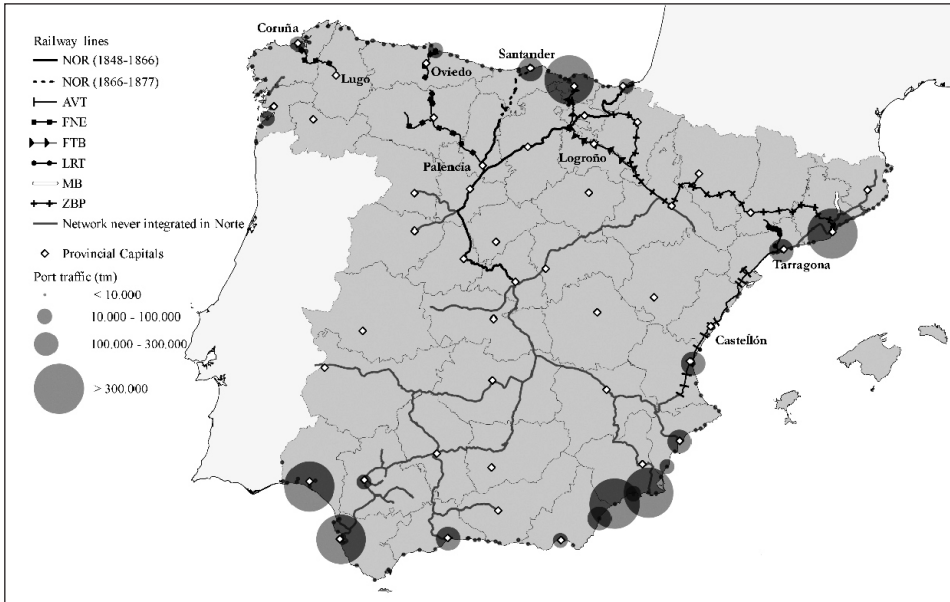 Railway lines
NOR (1848-1866)
NOR (1866-1877)
AVT
FNE
FTB
LRT
MB
ZBP
Network never integrated in Norte
Provincial Capitals
Port traffic (tm)
< 10.000
10.000 - 100.000
100,000 - 300,000
> 300,000
Coruña
Lugo
Oviedo
Santander
Palencia
Logroño
Tarragona
Castellón